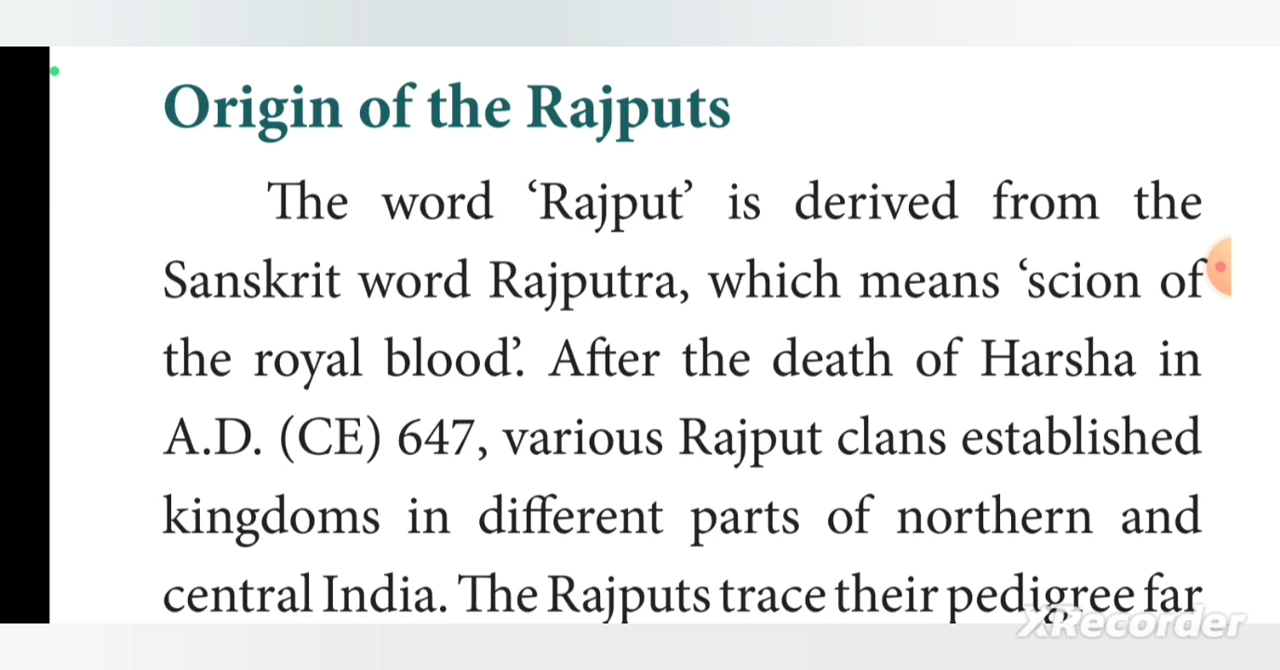 Origin of the Rajputs
The word ‘Rajput’ is derived from the
Sanskrit word Rajputra, which means ‘scion of
the royal blood’. After the death of Harsha in
A.D. (CE) 647, various Rajput clans established
kingdoms in different parts of northern and
central India. The Rajputs trace their pedigree far
XRecorder